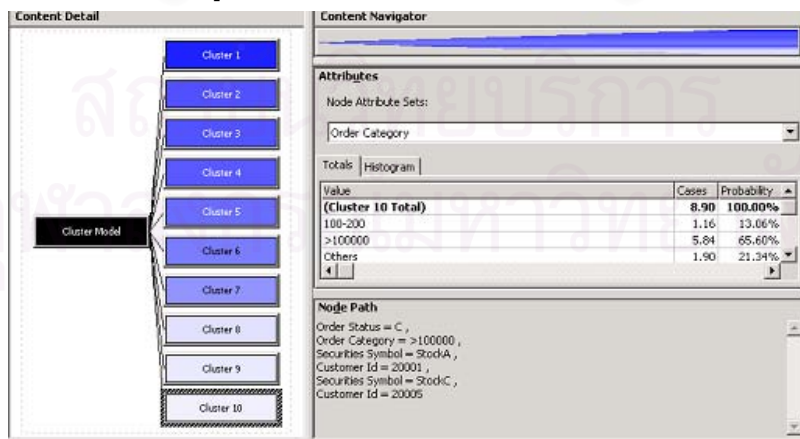 Content Detail
Cluster Model
Cluster 1
Cluster 2
Cluster 3
Cluster 4
Cluster 5
Cluster 6
Cluster 7
Cluster 8
Cluster 9
Cluster 10
Content Navigator
Attributes
Node Attribute Sets:
Order Category
Totals Histogram
Value Cases Probability
(Cluster 10 Total) 8.90 100.00%
100-200 1.16 13.06%
>100000 5.84 65.60%
Others 1.90 21.34%
Node Path
Order Status = C ,
Order Category = >100000 ,
Securities Symbol = StockA ,
Customer Id = 20001 ,
Securities Symbol = StockC ,
Customer Id = 20005